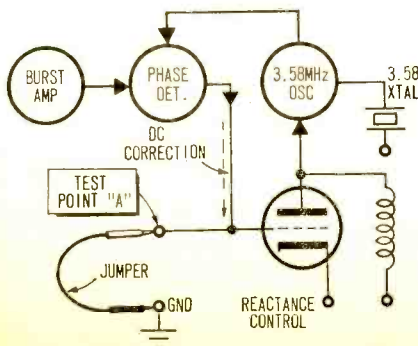 BURST
AMP
PHASE
DET.
3.58MHz
OSC
3.58
XTAL
DC
CORRECTION
TEST
POINT "A"
JUMPER
GND
REACTANCE
CONTROL